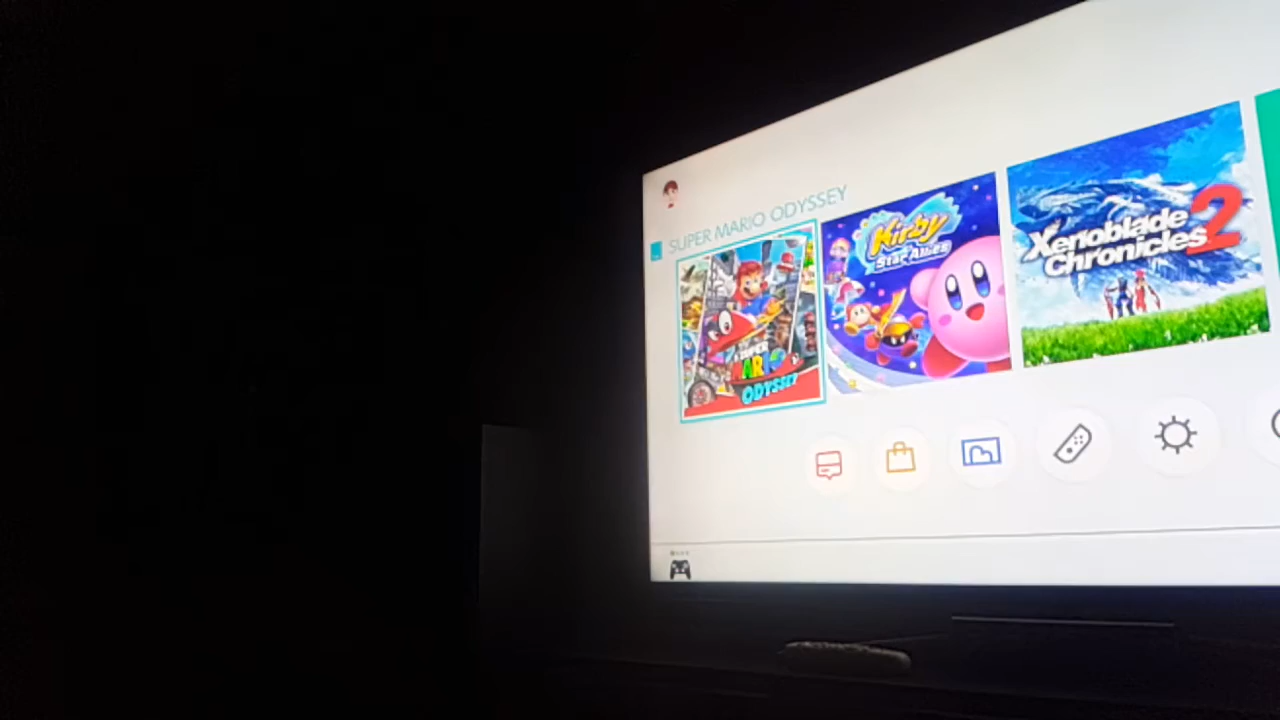 SUPER MARIO ODYSSEY
SUPER
MARIO
ODYSSEY
Kirby
Star Allies
Xenoblade
Chronicles 2